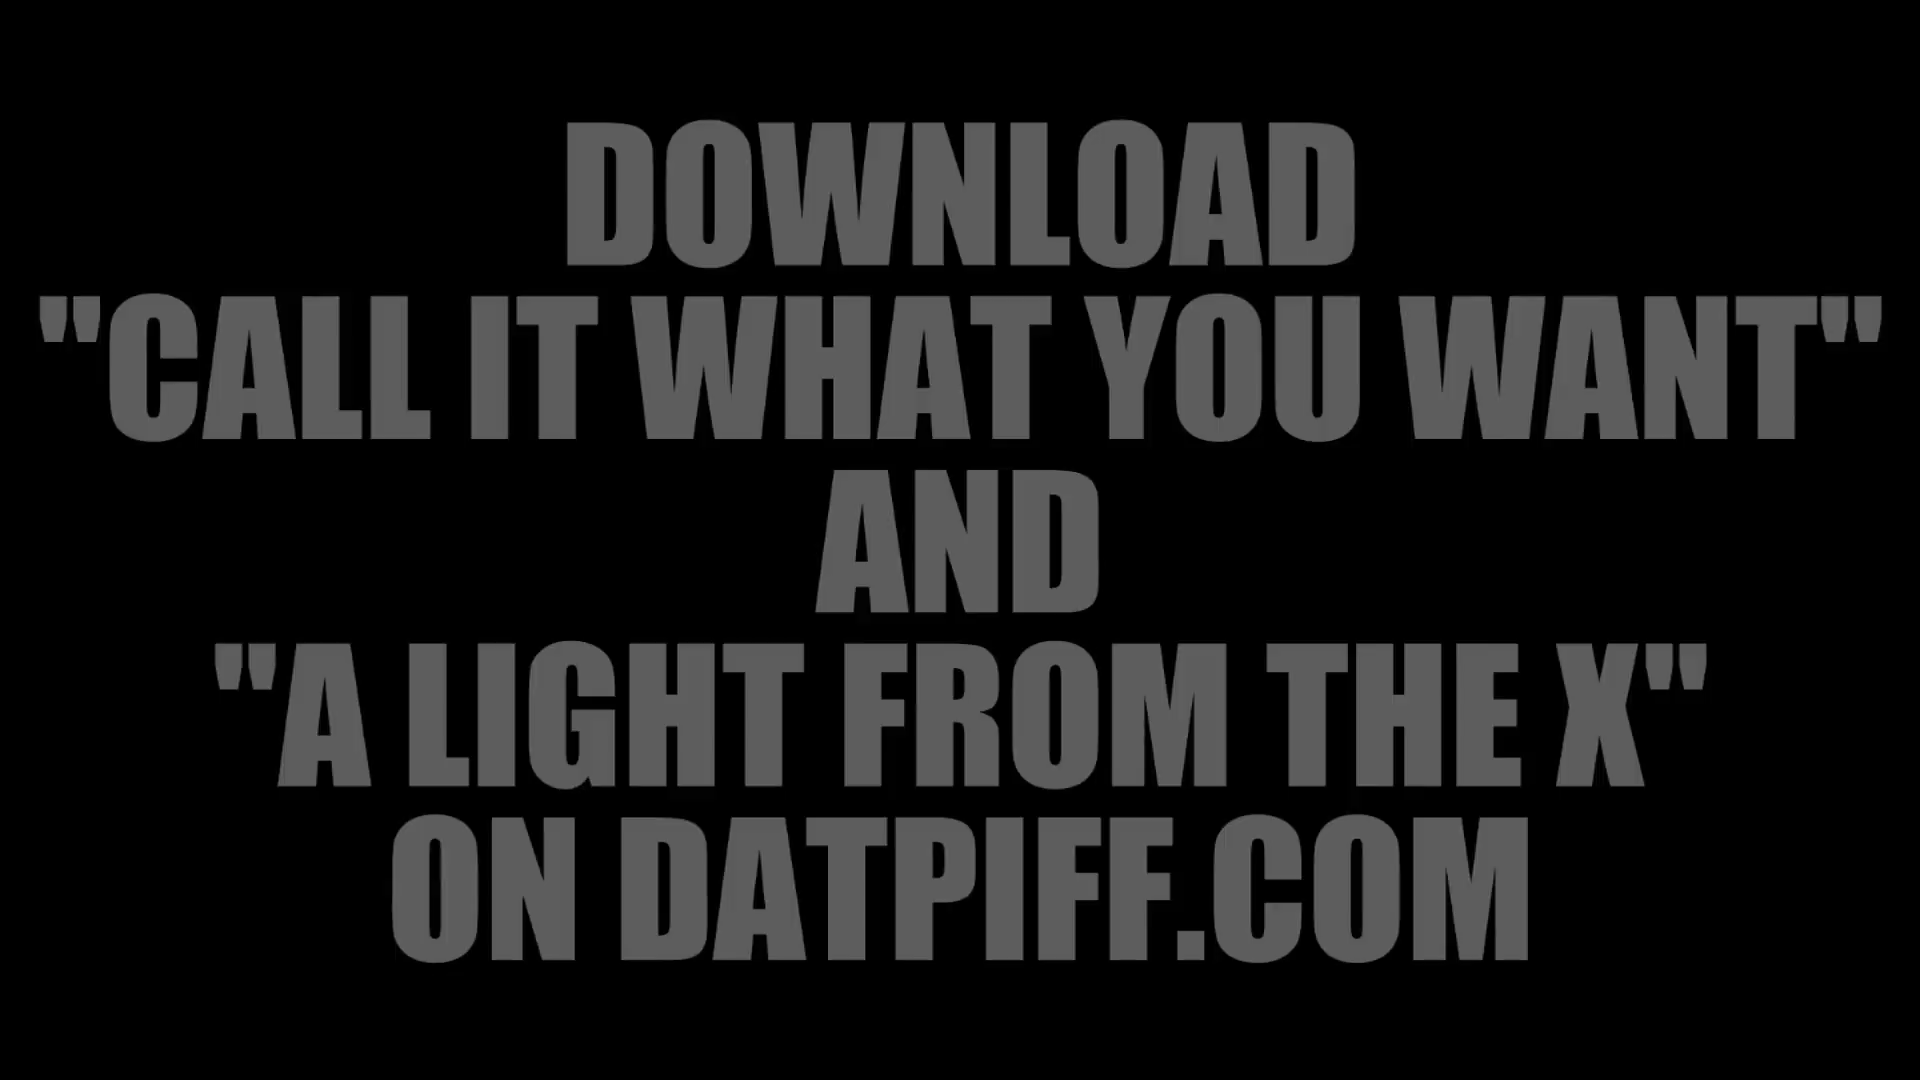 DOWNLOAD
"CALL IT WHAT YOU WANT"
AND
"A LIGHT FROM THE X"
ON DATPIFF.COM